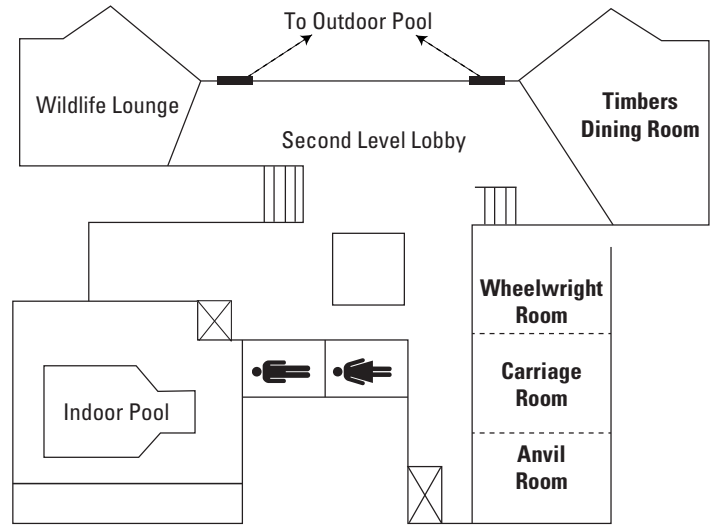 To Outdoor Pool
Wildlife Lounge
Timbers
Dining Room
Second Level Lobby
Wheelwright
Room
Carriage
Room
Indoor Pool
Anvil
Room